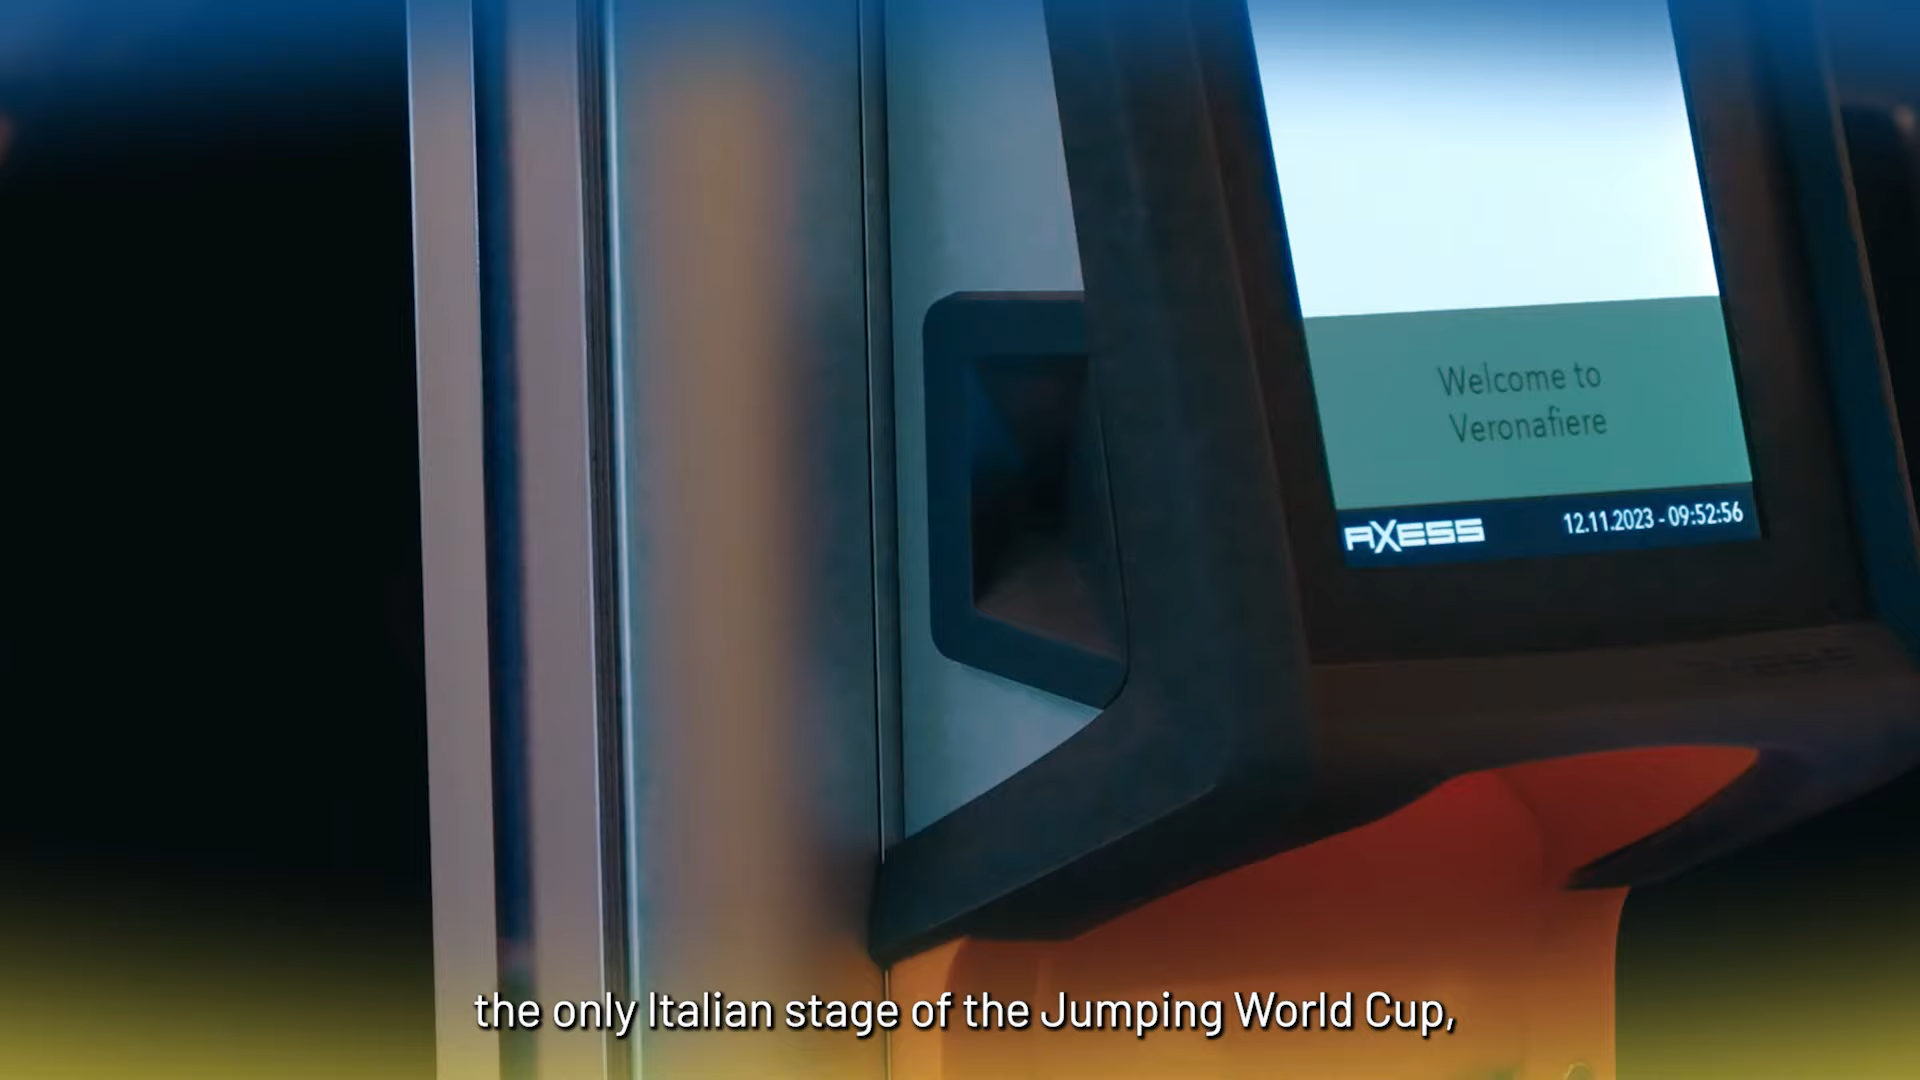 Welcome to
Veronafiere
AXESS
12.11.2023 - 09:52:56
the only Italian stage of the Jumping World Cup,